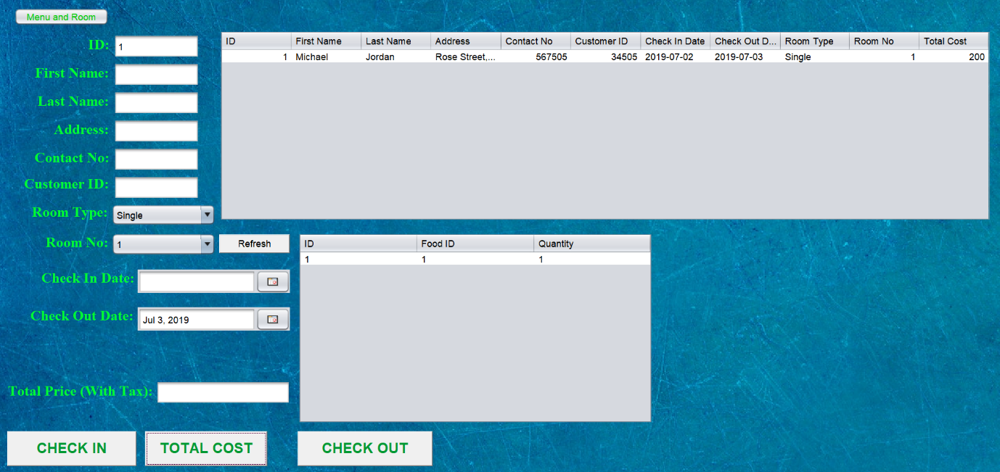 Menu and Room
ID: 1
First Name:
Last Name:
Address:
Contact No:
Customer ID:
Room Type: Single
Room No: 1 Refresh
Check In Date:
Check Out Date: Jul 3, 2019
Total Price (With Tax):
CHECK IN TOTAL COST CHECK OUT
ID First Name Last Name Address Contact No Customer ID Check In Date Check Out D... Room Type Room No Total Cost
1 Michael Jordan Rose Street,... 567505 34505 2019-07-02 2019-07-03 Single 1 200
ID Food ID Quantity
1 1 1